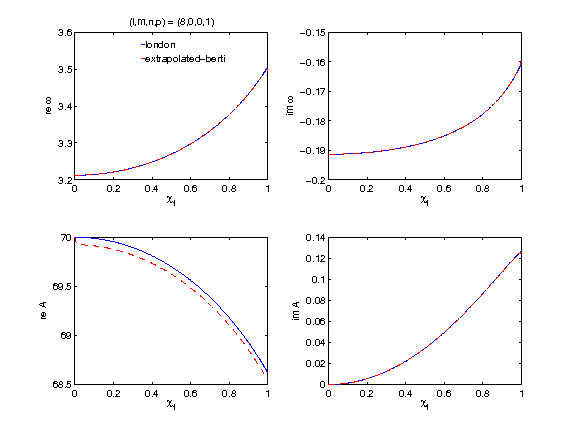 (l,m,n,p) = (8,0,0,1)
3.6
3.5
3.4
3.3
3.2
re ω
london
extrapolated-berti
0 0.2 0.4 0.6 0.8 1
χf
-0.15
-0.16
-0.17
-0.18
-0.19
-0.2
im ω
0 0.2 0.4 0.6 0.8 1
χf
70
69.5
69
68.5
re A
0 0.2 0.4 0.6 0.8 1
χf
0.14
0.12
0.1
0.08
0.06
0.04
0.02
0
im A
0 0.2 0.4 0.6 0.8 1
χf